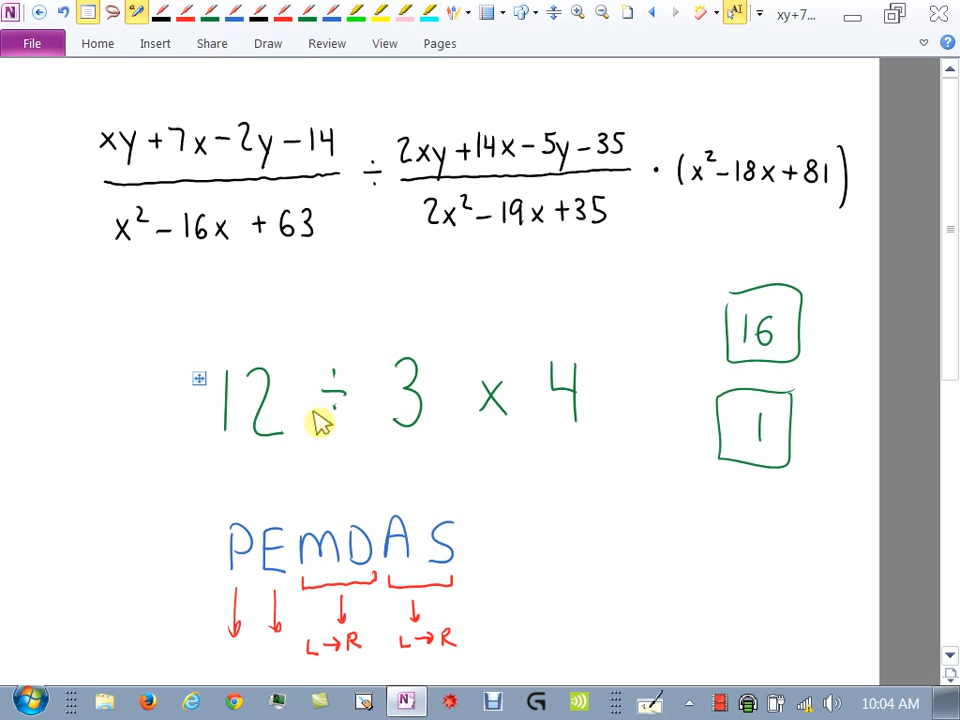 xy+7...
File Home Insert Share Draw Review View Pages
xy + 7x - 2y - 14
x² - 16x + 63
÷
2xy + 14x - 5y - 35
2x² - 19x + 35
· (x² - 18x + 81)
16
12 ÷ 3 x 4
1
PEMDAS
L→R L→R
10:04 AM